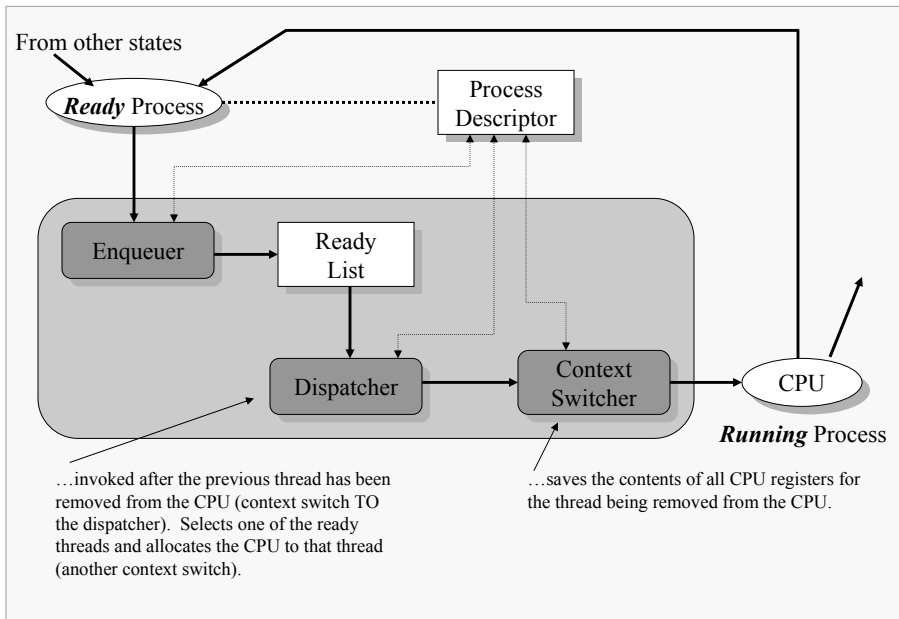 From other states
Ready Process
Process
Descriptor
Enqueuer
Ready
List
Dispatcher
Context
Switcher
CPU
Running Process
…invoked after the previous thread has been
removed from the CPU (context switch TO
the dispatcher).  Selects one of the ready
threads and allocates the CPU to that thread
(another context switch).
…saves the contents of all CPU registers for
the thread being removed from the CPU.